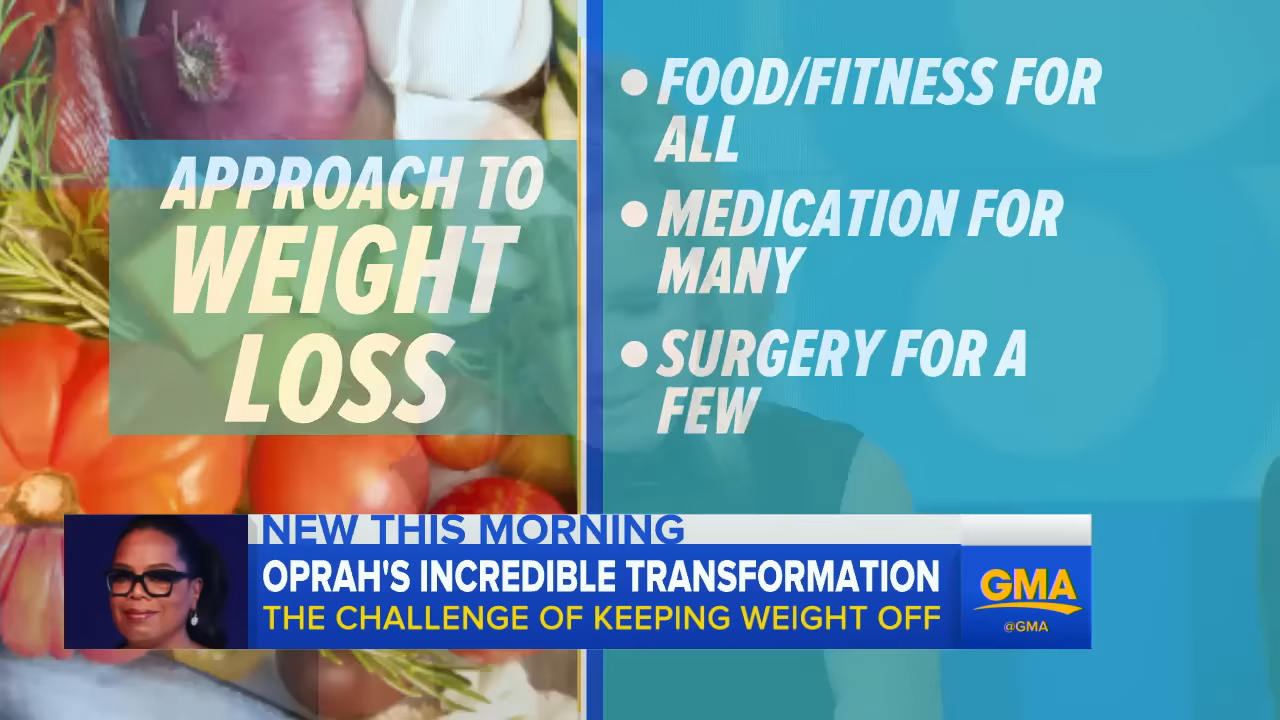 APPROACH TO
WEIGHT
LOSS
• FOOD/FITNESS FOR
ALL
• MEDICATION FOR
MANY
• SURGERY FOR A
FEW
NEW THIS MORNING
OPRAH'S INCREDIBLE TRANSFORMATION
THE CHALLENGE OF KEEPING WEIGHT OFF
GMA
@GMA